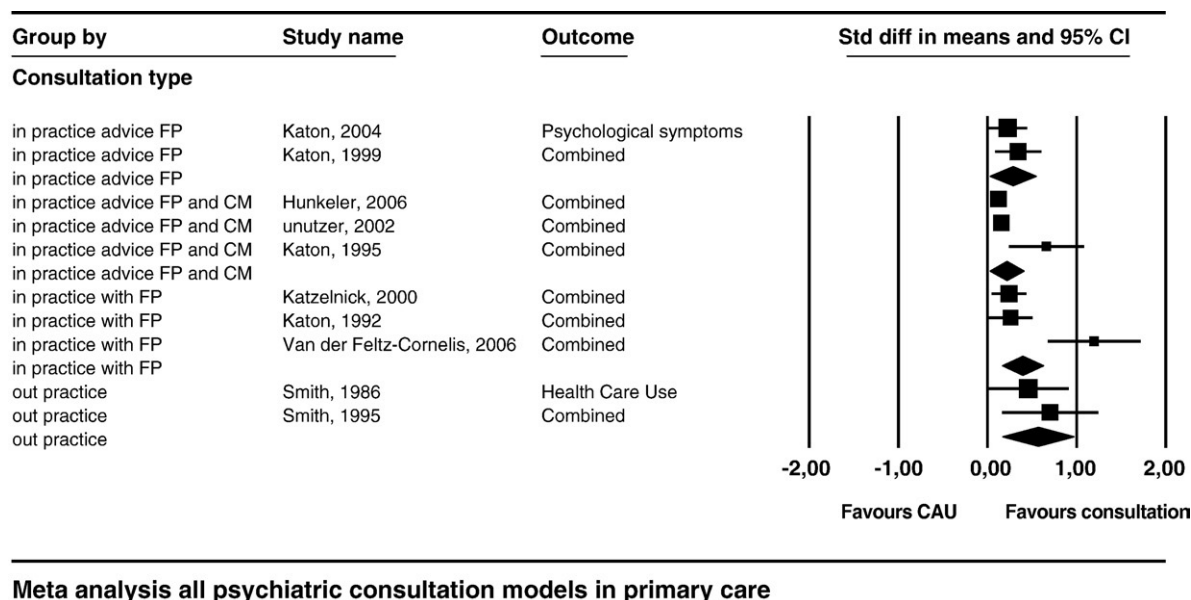 Group by Study name Outcome Std diff in means and 95% CI
Consultation type
in practice advice FP Katon, 2004 Psychological symptoms
in practice advice FP Katon, 1999 Combined
in practice advice FP
in practice advice FP and CM Hunkeler, 2006 Combined
in practice advice FP and CM unutzer, 2002 Combined
in practice advice FP and CM Katon, 1995 Combined
in practice advice FP and CM
in practice with FP Katzelnick, 2000 Combined
in practice with FP Katon, 1992 Combined
in practice with FP Van der Feltz-Cornelis, 2006 Combined
in practice with FP
out practice Smith, 1986 Health Care Use
out practice Smith, 1995 Combined
out practice
-2,00 -1,00 0,00 1,00 2,00
Favours CAU Favours consultation
Meta analysis all psychiatric consultation models in primary care